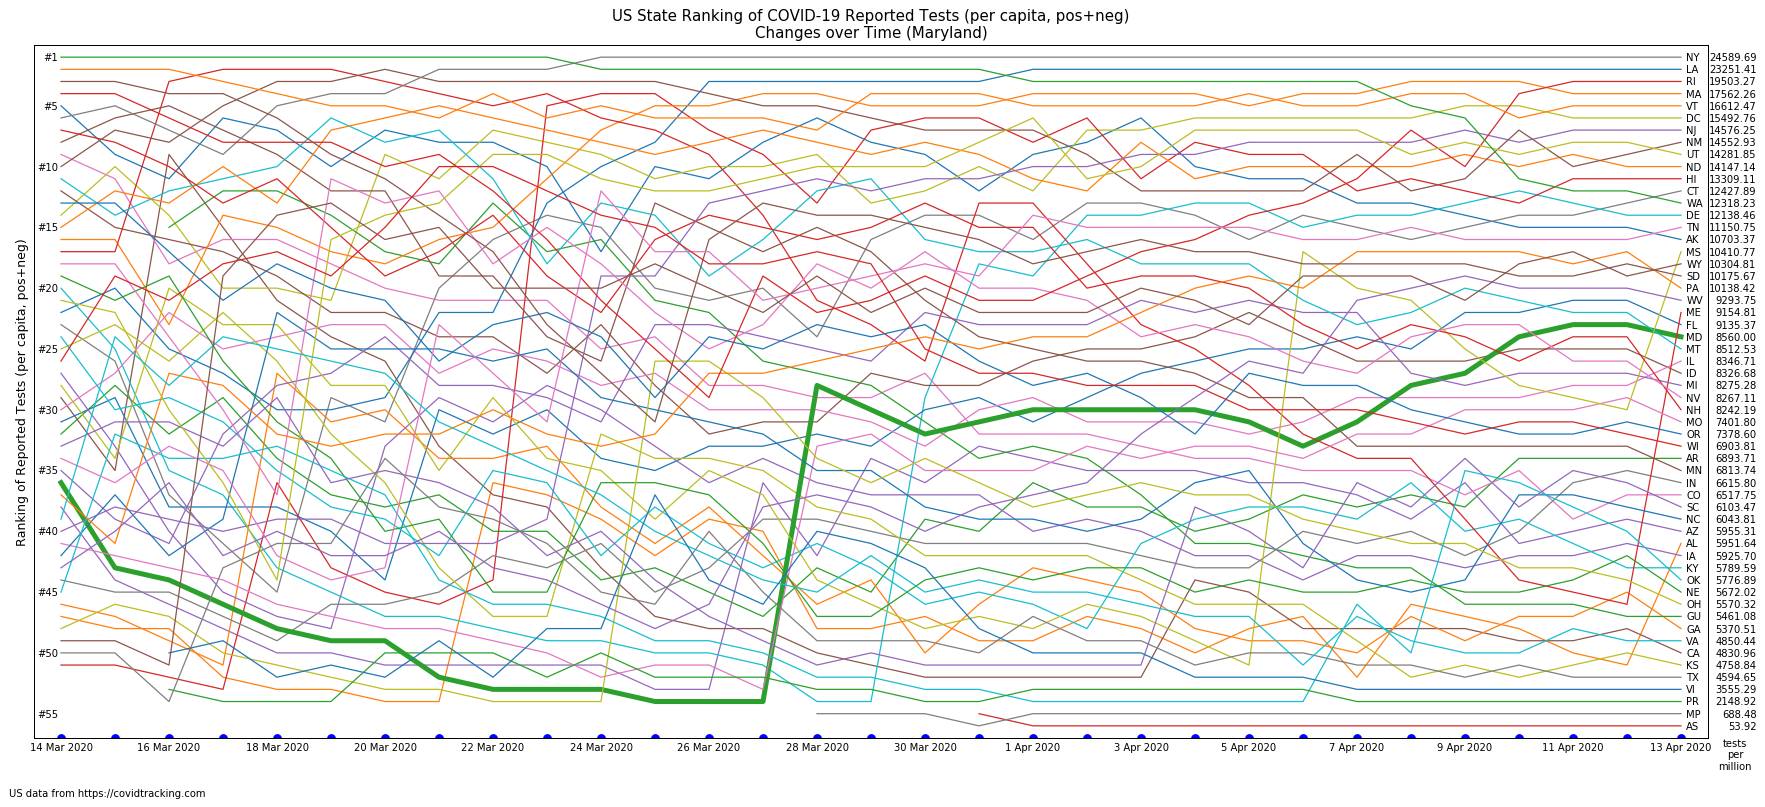 US State Ranking of COVID-19 Reported Tests (per capita, pos+neg)
Changes over Time (Maryland)
Ranking of Reported Tests (per capita, pos+neg)
#1
#5
#10
#15
#20
#25
#30
#35
#40
#45
#50
#55
NY 24589.69
LA 23251.41
RI 19503.27
MA 17562.26
VT 16612.47
DC 15492.76
NJ 14576.25
NM 14552.93
UT 14281.85
ND 14147.14
HI 13309.11
CT 12427.89
WA 12318.23
DE 12138.46
TN 11150.75
AK 10703.37
MS 10410.77
WY 10304.81
SD 10175.67
PA 10138.42
WV 9293.75
ME 9154.81
FL 9135.37
MD 8560.00
MT 8512.53
IL 8346.71
ID 8326.68
MI 8275.28
NV 8267.11
NH 8242.19
MO 7401.80
OR 7378.60
WI 6903.81
AR 6893.71
MN 6813.74
IN 6615.80
CO 6517.75
SC 6103.47
NC 6043.81
AZ 5955.31
AL 5951.64
IA 5925.70
KY 5789.59
OK 5776.89
NE 5672.02
OH 5570.32
GU 5461.08
GA 5370.51
VA 4850.44
CA 4830.96
KS 4758.84
TX 4594.65
VI 3555.29
PR 2148.92
MP 688.48
AS 53.92
14 Mar 2020 16 Mar 2020 18 Mar 2020 20 Mar 2020 22 Mar 2020 24 Mar 2020 26 Mar 2020 28 Mar 2020 30 Mar 2020 1 Apr 2020 3 Apr 2020 5 Apr 2020 7 Apr 2020 9 Apr 2020 11 Apr 2020 13 Apr 2020
tests
per
million
US data from https://covidtracking.com